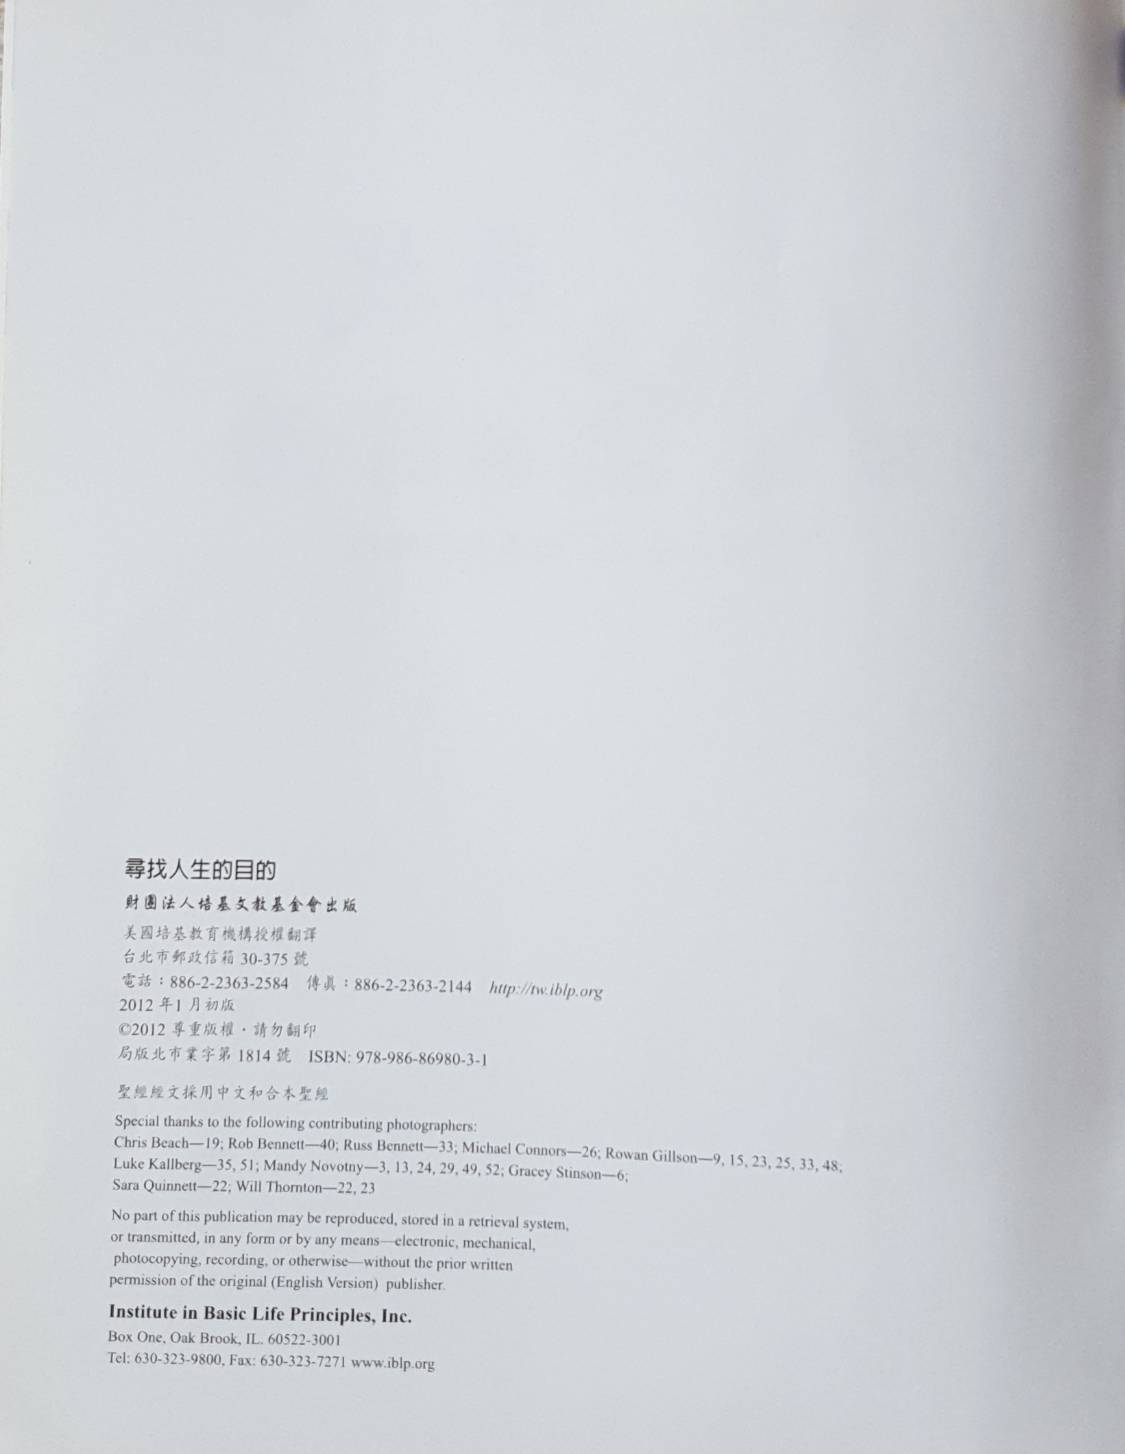 尋找人生的目的
財團法人培基文教基金會出版
美國培基教育機構授權翻譯
台北市郵政信箱 30-375 號
電話：886-2-2363-2584 傳真：886-2-2363-2144 http://tw.iblp.org
2012 年1 月初版
©2012 尊重版權．請勿翻印
局版北市業字第 1814 號 ISBN: 978-986-86980-3-1
聖經經文採用中文和合本聖經
Special thanks to the following contributing photographers:
Chris Beach—19; Rob Bennett—40; Russ Bennett—33; Michael Connors—26; Rowan Gillson—9, 15, 23, 25, 33, 48;
Luke Kallberg—35, 51; Mandy Novotny—3, 13, 24, 29, 49, 52; Gracey Stinson—6;
Sara Quinnett—22; Will Thornton—22, 23
No part of this publication may be reproduced, stored in a retrieval system,
or transmitted, in any form or by any means—electronic, mechanical,
photocopying, recording, or otherwise—without the prior written
permission of the original (English Version) publisher.
Institute in Basic Life Principles, Inc.
Box One, Oak Brook, IL. 60522-3001
Tel: 630-323-9800, Fax: 630-323-7271 www.iblp.org